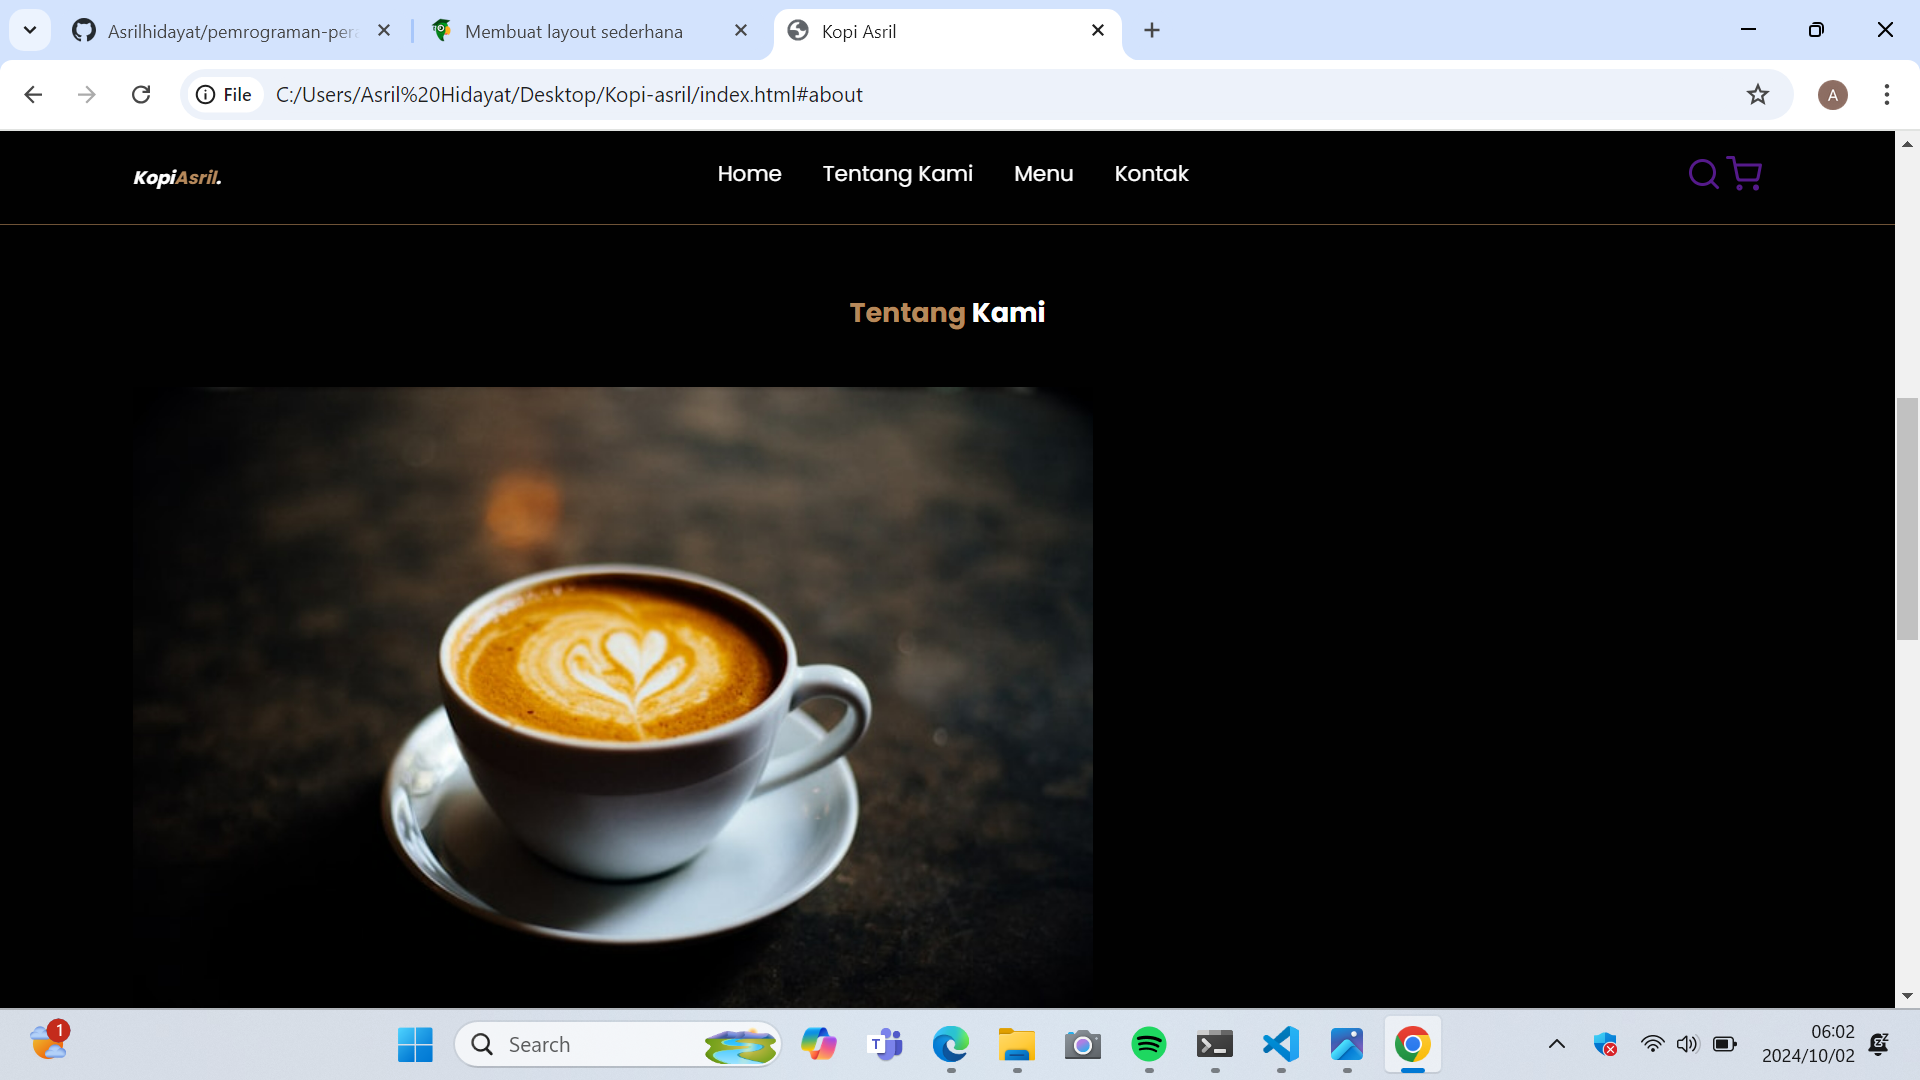 Asrilhidayat/pemrograman-pera
Membuat layout sederhana
Kopi Asril
File
C:/Users/Asril%20Hidayat/Desktop/Kopi-asril/index.html#about
A
KopiAsril.
Home
Tentang Kami
Menu
Kontak
Tentang Kami
1
Search
T
06:02
2024/10/02